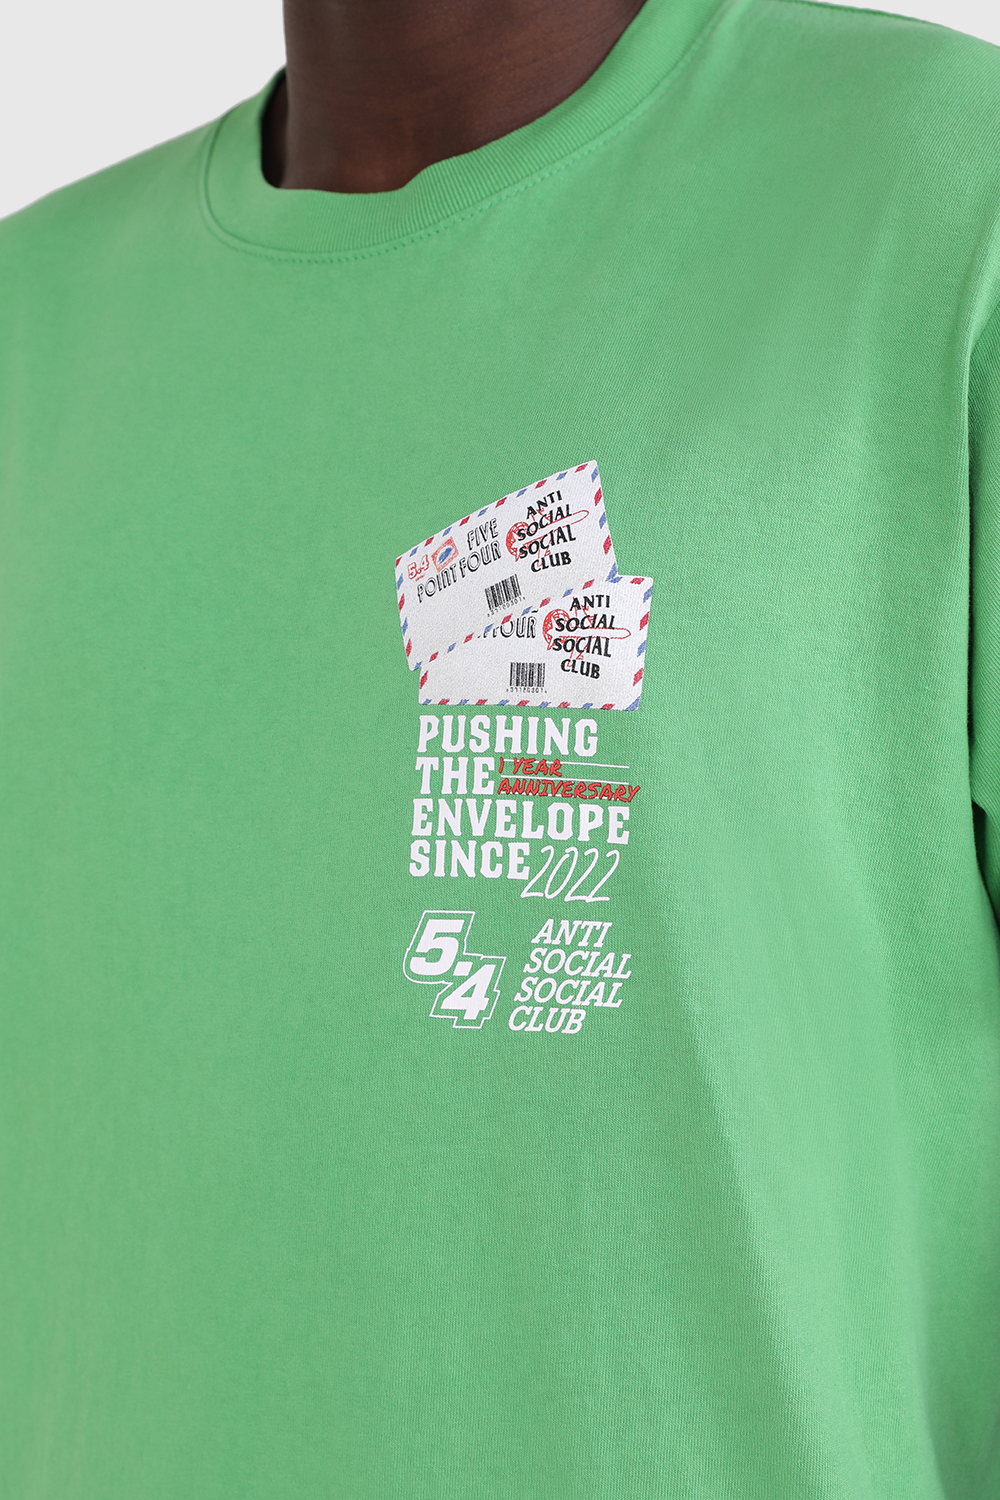 5.4
FIVE
POINT FOUR
ANTI
SOCIAL
SOCIAL
CLUB
FOUR
ANTI
SOCIAL
SOCIAL
CLUB
PUSHING
THE 1 YEAR
ANNIVERSARY
ENVELOPE
SINCE 2022
5.4
ANTI
SOCIAL
SOCIAL
CLUB